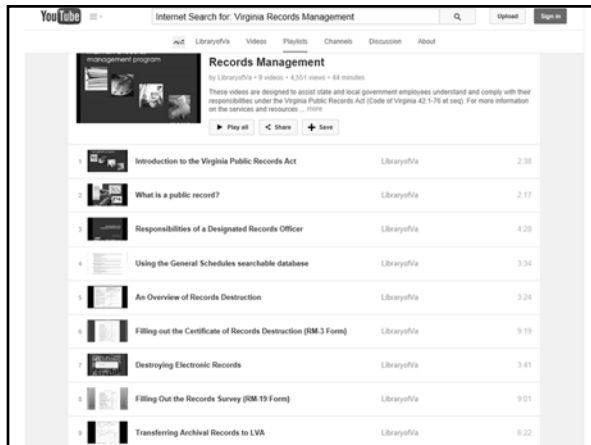 YouTube Internet Search for: Virginia Records Management Upload Sign in
LibraryofVa Videos Playlists Channels Discussion About
management program
Records Management
by LibraryofVa • 9 videos • 4,551 views • 44 minutes
These videos are designed to assist state and local government employees understand and comply with their
responsibilities under the Virginia Public Records Act (Code of Virginia 42.1-76 et seq). For more information
on the services and resources ... more
Play all Share Save
1 Introduction to the Virginia Public Records Act LibraryofVa 2:38
2 What is a public record? LibraryofVa 2:17
3 Responsibilities of a Designated Records Officer LibraryofVa 4:28
4 Using the General Schedules searchable database LibraryofVa 3:34
5 An Overview of Records Destruction LibraryofVa 3:24
6 Filling out the Certificate of Records Destruction (RM-3 Form) LibraryofVa 9:19
7 Destroying Electronic Records LibraryofVa 3:41
8 Filling Out the Records Survey (RM-19 Form) LibraryofVa 9:01
9 Transferring Archival Records to LVA LibraryofVa 6:22